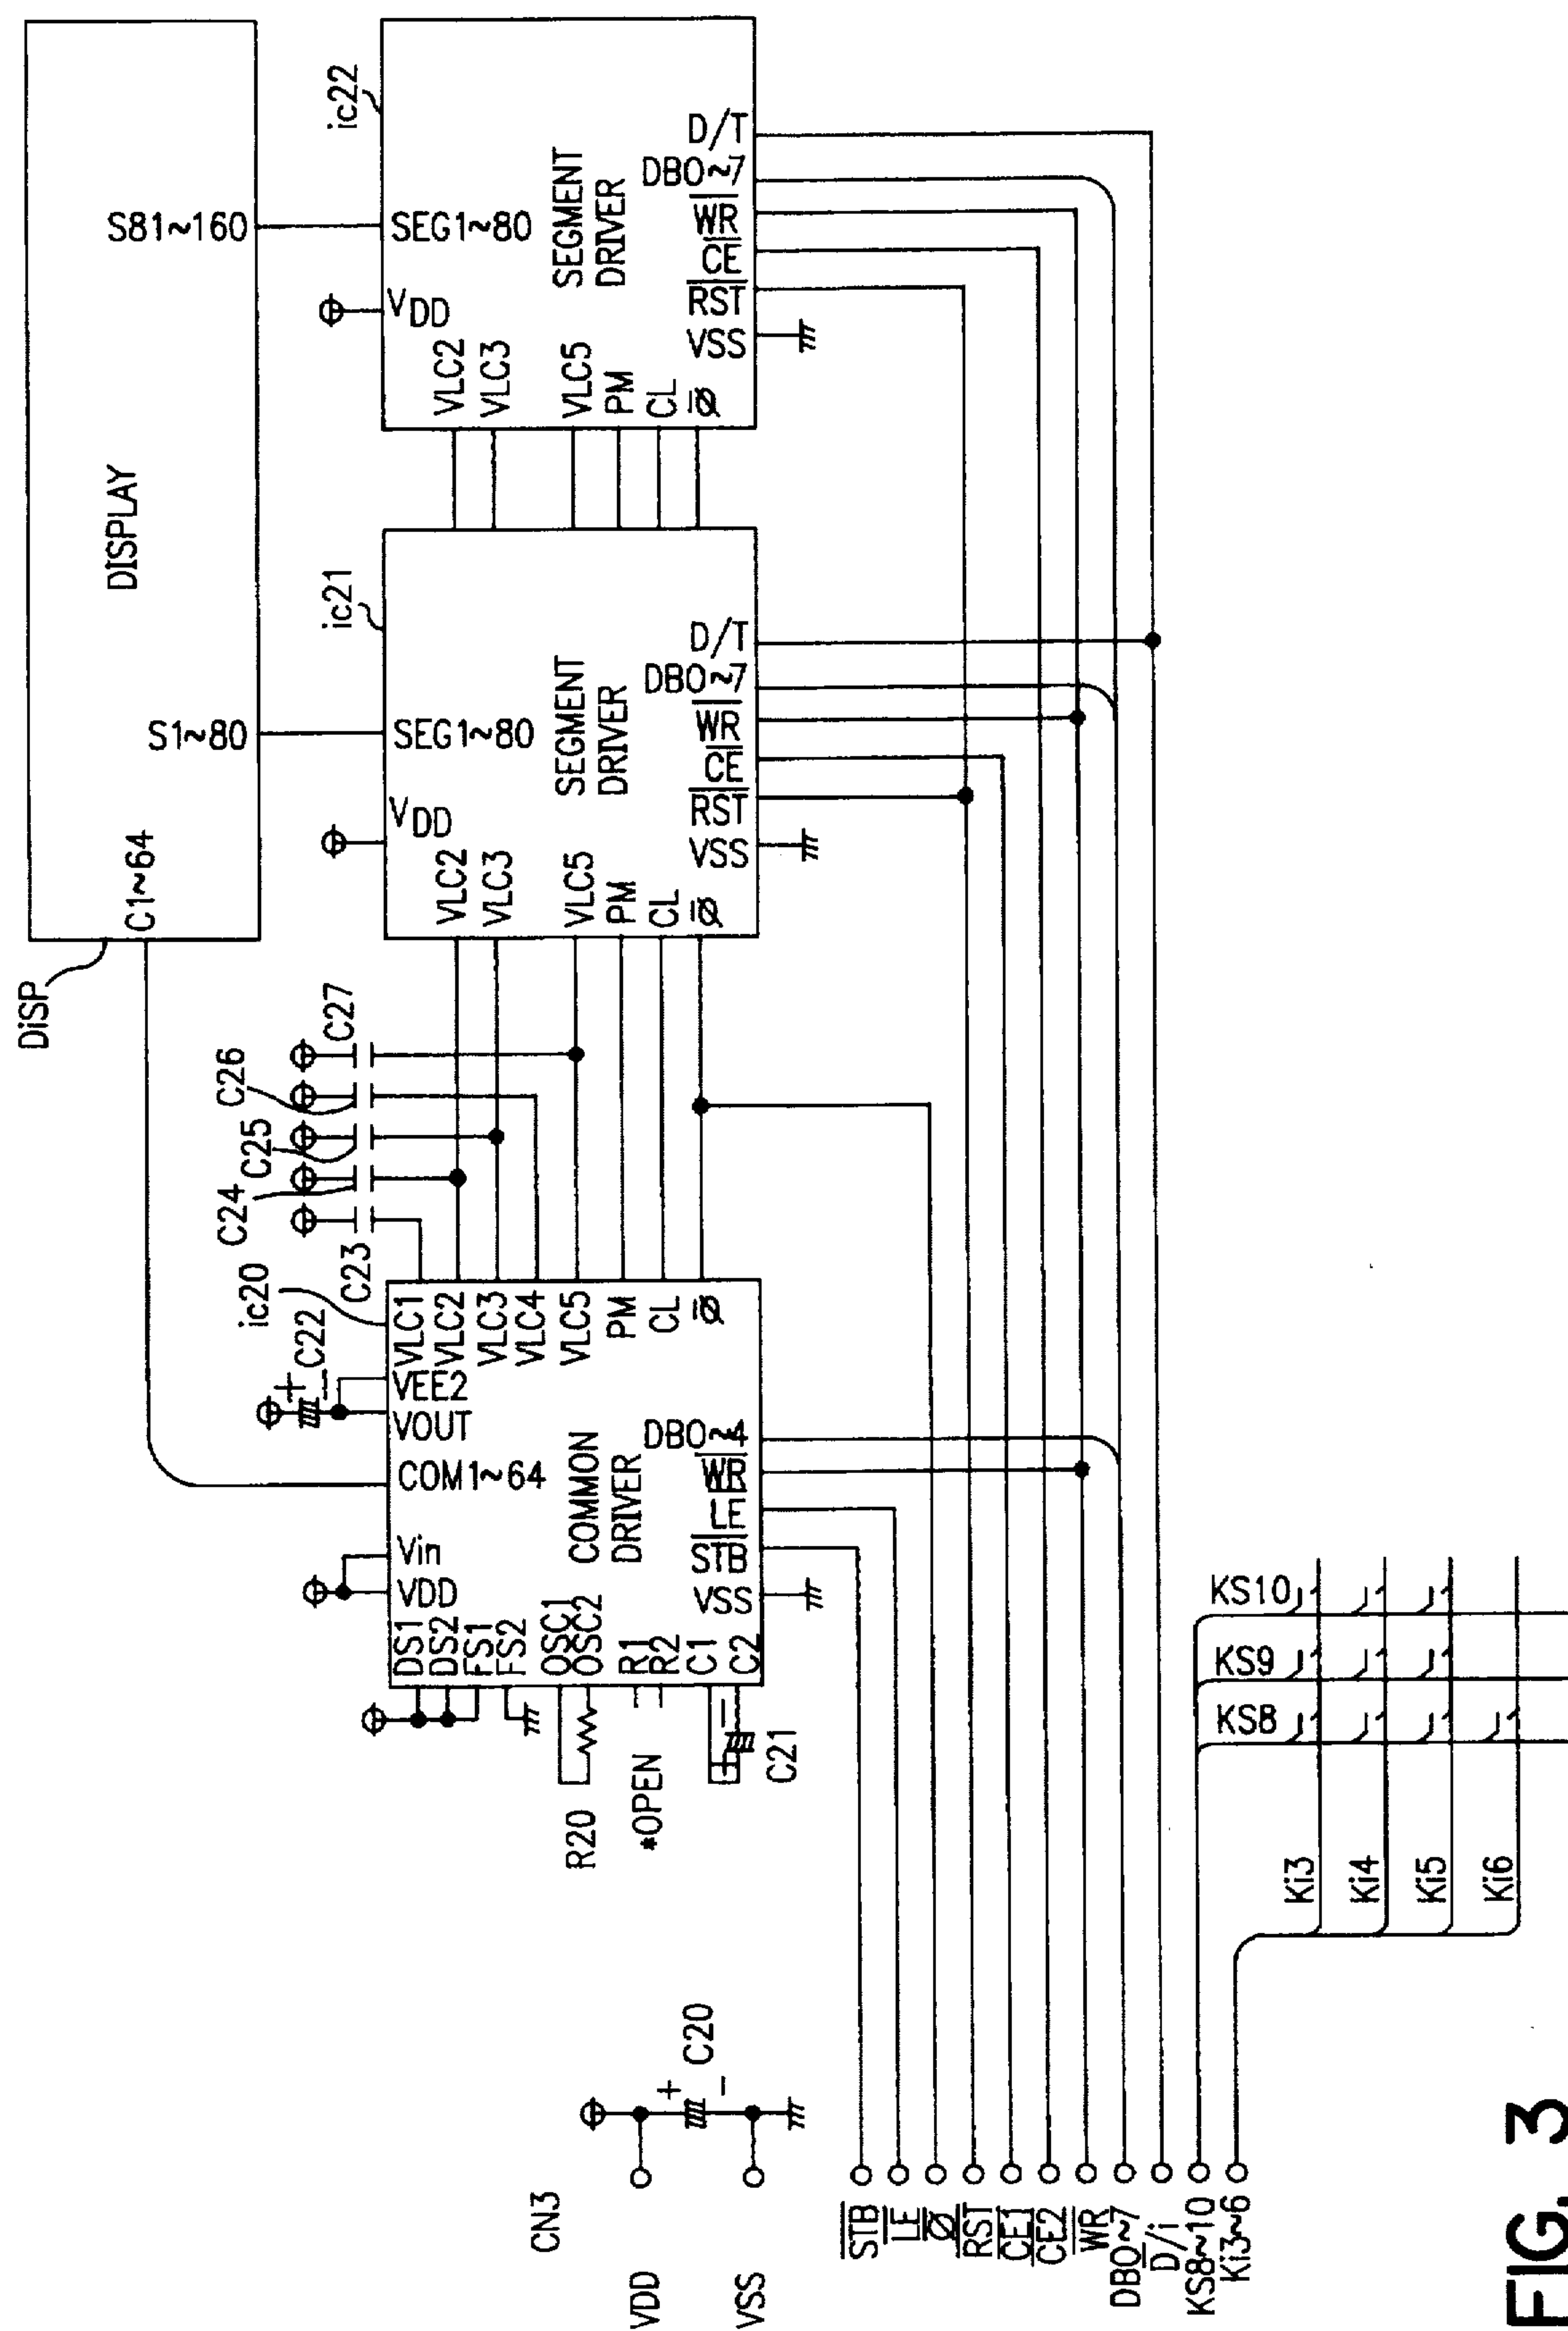 DISPLAY
S81~160
S1~80
C1~64
DiSP
ic22
SEG1~80
SEGMENT
DRIVER
D/T
DB0~7
WR
CE
RST
VSS
VDD
VLC2
VLC3
VLC5
PM
CL
Ø
ic21
SEG1~80
SEGMENT
DRIVER
D/T
DB0~7
WR
CE
RST
VSS
VDD
VLC2
VLC3
VLC5
PM
CL
Ø
C27
C26
C25
C24
C23
ic20
+
−
C22
VLC1
VLC2
VLC3
VLC4
VLC5
PM
CL
Ø
VEE2
VOUT
COM1~64
Vin
VDD
COMMON
DRIVER
DB0~4
WR
LE
STB
VSS
DS1
DS2
FS1
FS2
OSC1
OSC2
R1
R2
C1
C2
R20
*OPEN
+
−
C21
KS10
KS9
KS8
Ki3
Ki4
Ki5
Ki6
+
−
C20
CN3
VDD
VSS
STB
LE
Ø
RST
CE1
CE2
WR
DB0~7
D/i
KS8~10
Ki3~6
FIG. 3